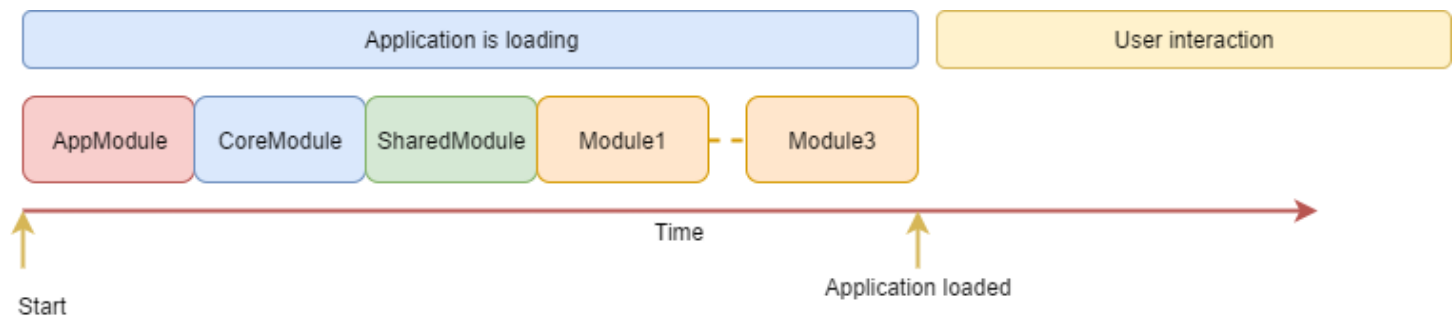 Application is loading
User interaction
AppModule
CoreModule
SharedModule
Module1
Module3
Time
Application loaded
Start